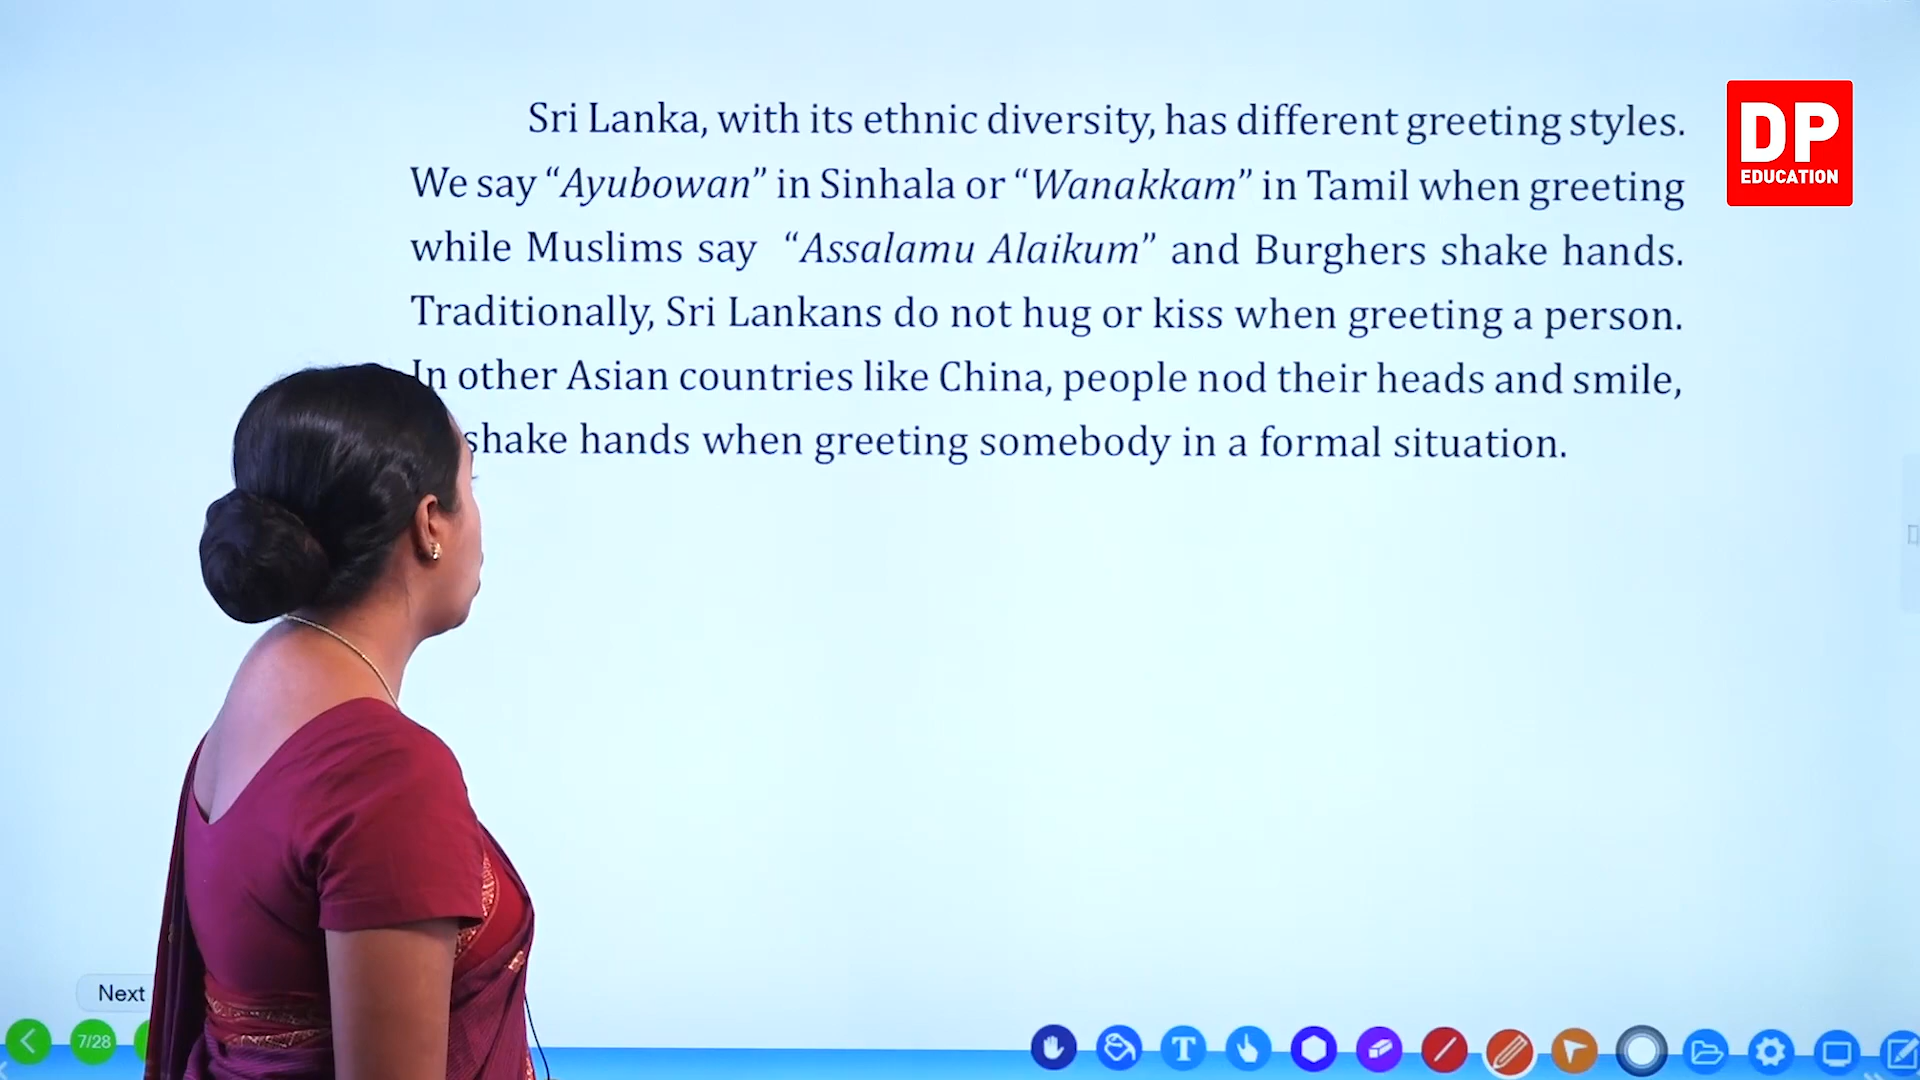 Sri Lanka, with its ethnic diversity, has different greeting styles.
We say “Ayubowan” in Sinhala or “Wanakkam” in Tamil when greeting
while Muslims say “Assalamu Alaikum” and Burghers shake hands.
Traditionally, Sri Lankans do not hug or kiss when greeting a person.
In other Asian countries like China, people nod their heads and smile,
shake hands when greeting somebody in a formal situation.
DP
EDUCATION
Next
7/28
T